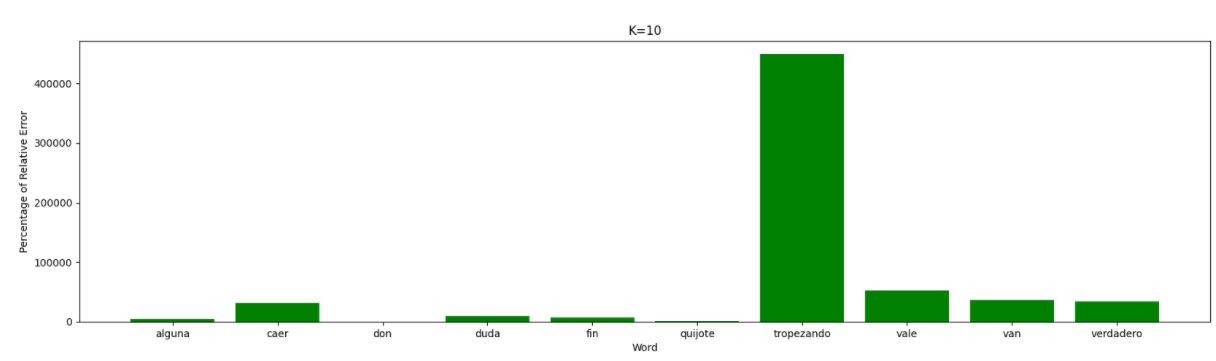 K=10
Percentage of Relative Error
400000
300000
200000
100000
0
alguna caer don duda fin quijote tropezando vale van verdadero
Word